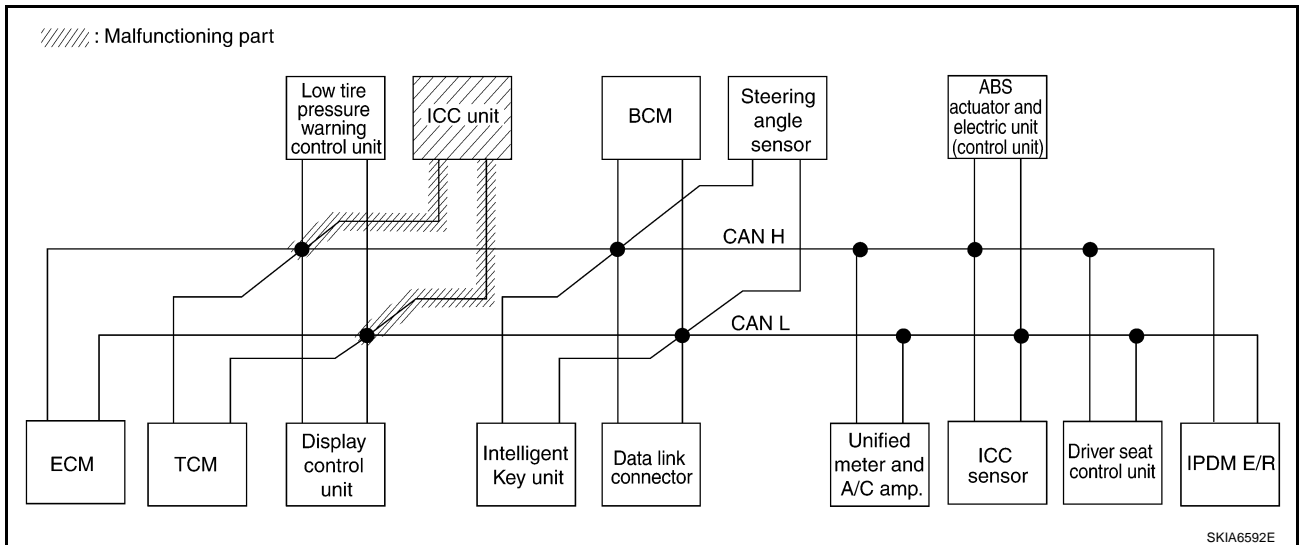 : Malfunctioning part
Low tire
pressure
warning
control unit
ICC unit
BCM
Steering
angle
sensor
ABS
actuator and
electric unit
(control unit)
CAN H
CAN L
ECM
TCM
Display
control
unit
Intelligent
Key unit
Data link
connector
Unified
meter and
A/C amp.
ICC
sensor
Driver seat
control unit
IPDM E/R
SKIA6592E